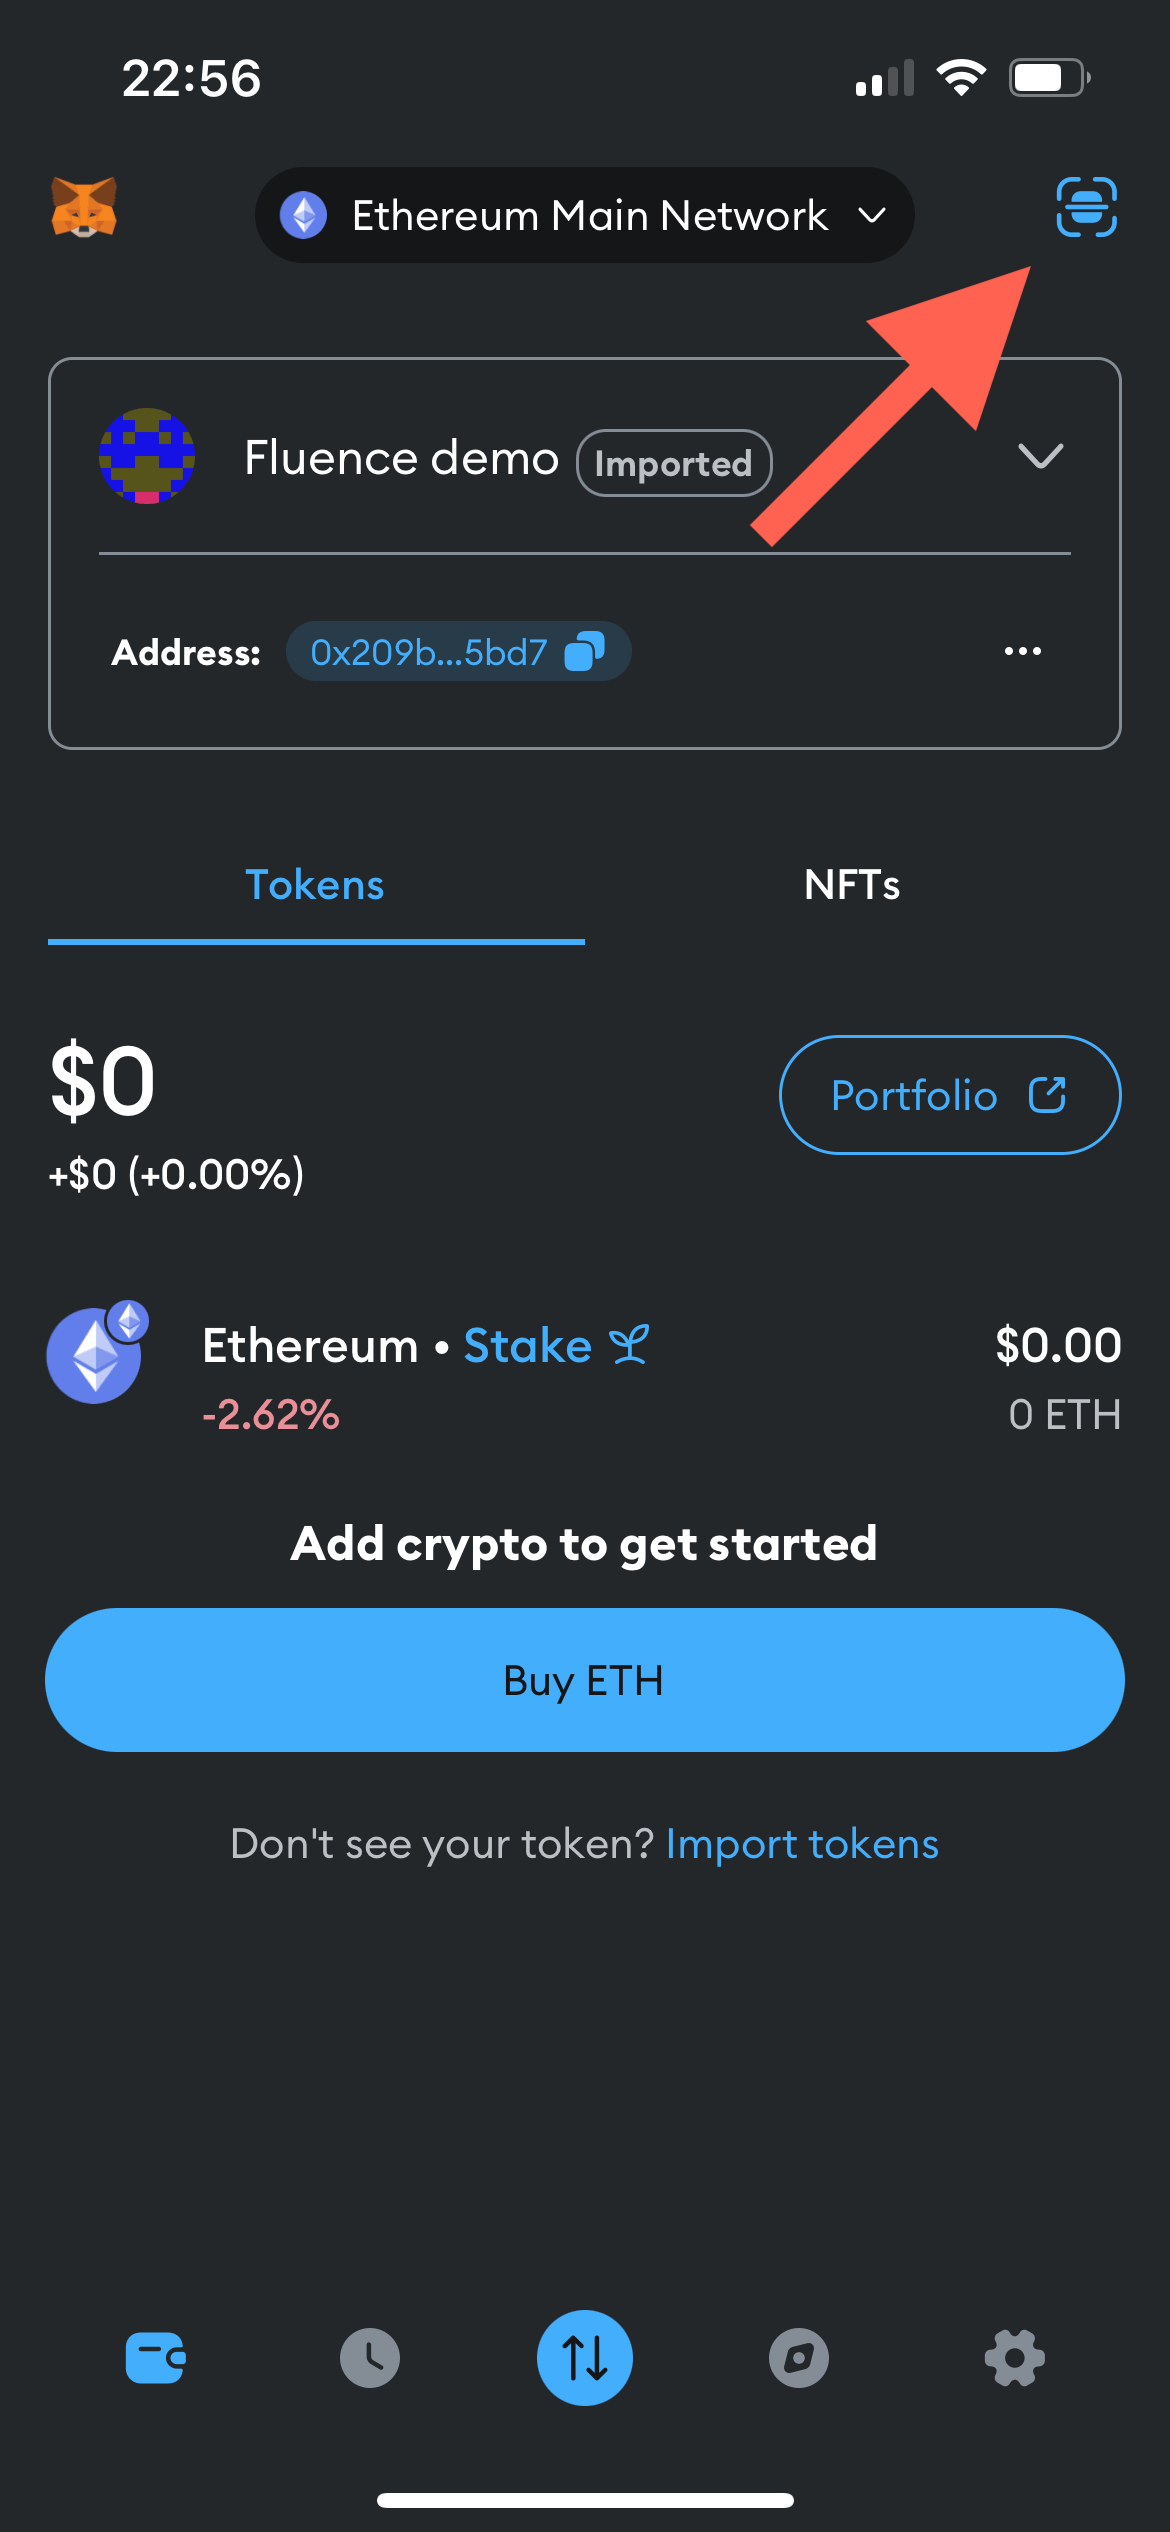 22:56
Ethereum Main Network
Fluence demo Imported
Address: 0x209b...5bd7
Tokens NFTs
$0
Portfolio
+$0 (+0.00%)
Ethereum • Stake $0.00
-2.62% 0 ETH
Add crypto to get started
Buy ETH
Don't see your token? Import tokens